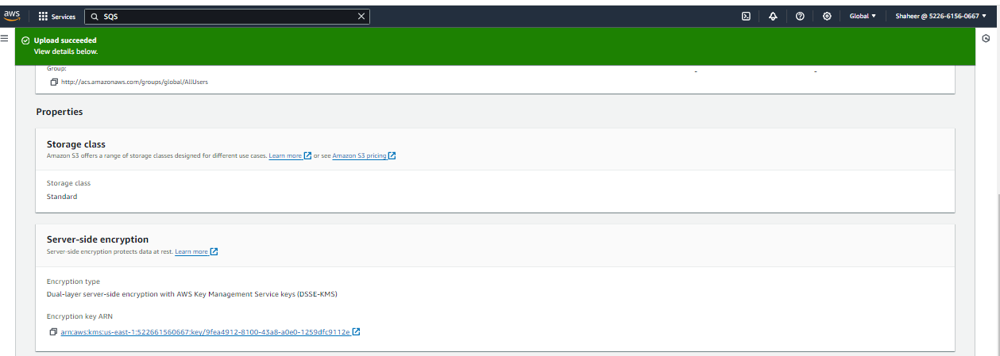 aws
Services
SQS
Global
Shaheer @ 5226-6156-0667
Upload succeeded
View details below.
Group:
http://acs.amazonaws.com/groups/global/AllUsers
-
-
Properties
Storage class
Amazon S3 offers a range of storage classes designed for different use cases. Learn more or see Amazon S3 pricing
Storage class
Standard
Server-side encryption
Server-side encryption protects data at rest. Learn more
Encryption type
Dual-layer server-side encryption with AWS Key Management Service keys (DSSE-KMS)
Encryption key ARN
arn:aws:kms:us-east-1:522661560667:key/9fea4912-8100-43a8-a0e0-1259dfc9112e